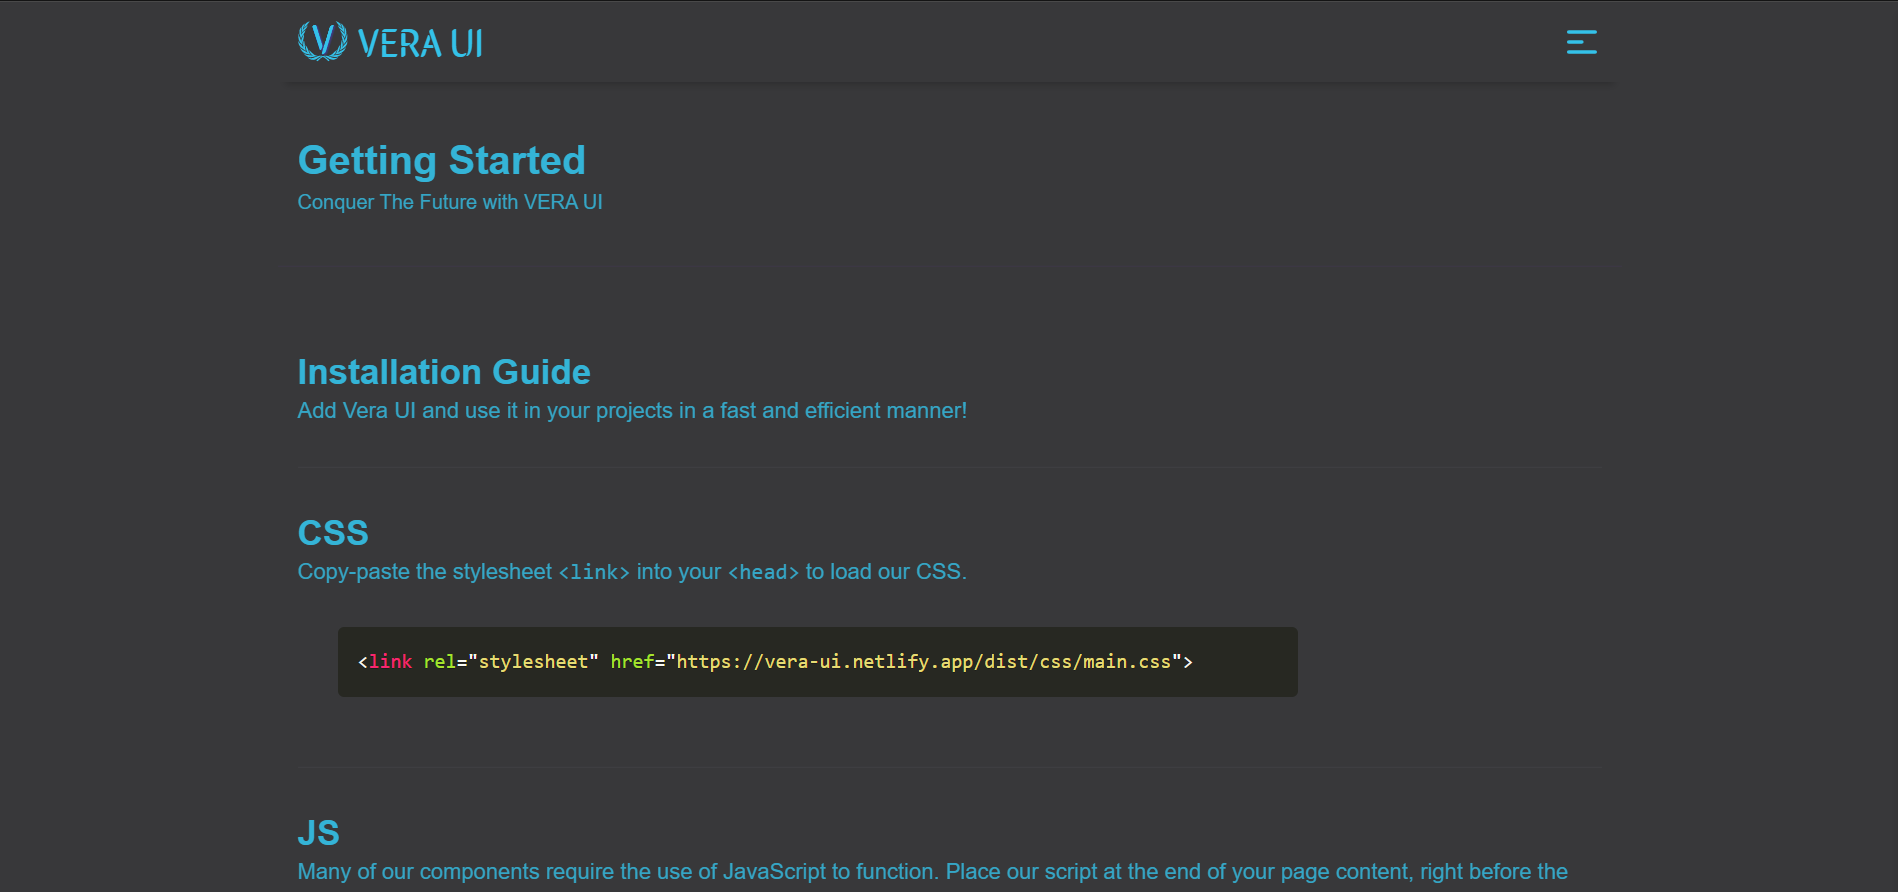 VERA UI
Getting Started
Conquer The Future with VERA UI
Installation Guide
Add Vera UI and use it in your projects in a fast and efficient manner!
CSS
Copy-paste the stylesheet <link> into your <head> to load our CSS.
<link rel="stylesheet" href="https://vera-ui.netlify.app/dist/css/main.css">
JS
Many of our components require the use of JavaScript to function. Place our script at the end of your page content, right before the